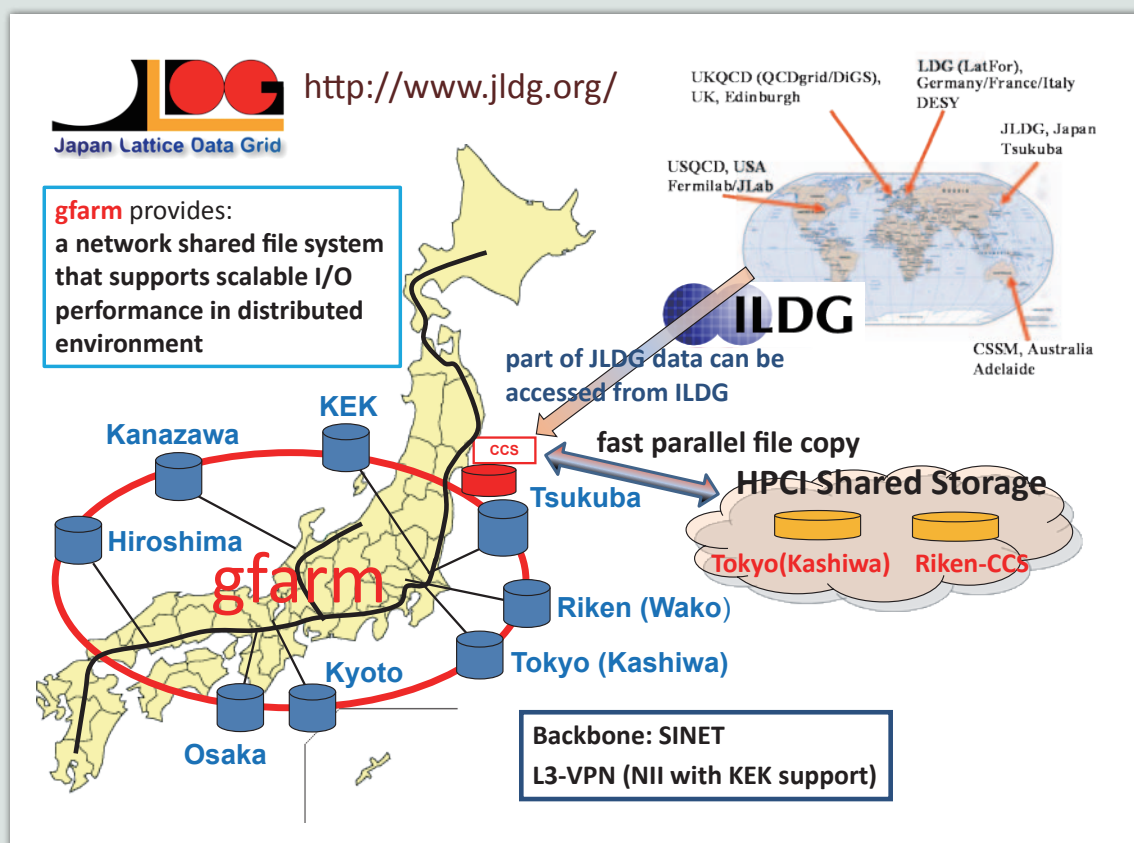 JLDG
Japan Lattice Data Grid
http://www.jldg.org/
UKQCD (QCDgrid/DiGS),
UK, Edinburgh
LDG (LatFor),
Germany/France/Italy
DESY
JLDG, Japan
Tsukuba
USQCD, USA
Fermilab/JLab
CSSM, Australia
Adelaide
gfarm provides:
a network shared file system
that supports scalable I/O
performance in distributed
environment
ILDG
part of JLDG data can be
accessed from ILDG
KEK
Kanazawa
CCS
fast parallel file copy
HPCI Shared Storage
Tsukuba
Hiroshima
gfarm
Tokyo(Kashiwa)
Riken-CCS
Riken (Wako)
Kyoto
Tokyo (Kashiwa)
Osaka
Backbone: SINET
L3-VPN (NII with KEK support)